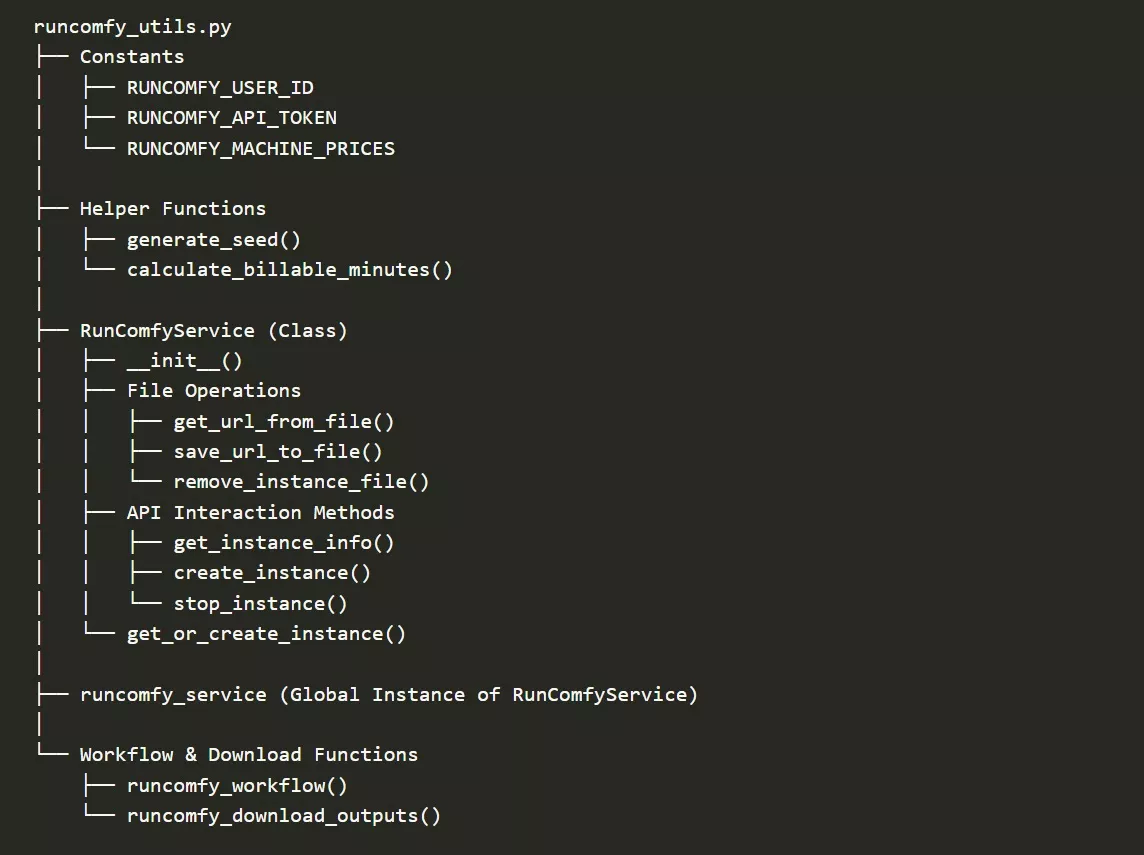 runcomfy_utils.py
├── Constants
│   ├── RUNCOMFY_USER_ID
│   ├── RUNCOMFY_API_TOKEN
│   └── RUNCOMFY_MACHINE_PRICES
│
├── Helper Functions
│   ├── generate_seed()
│   └── calculate_billable_minutes()
│
├── RunComfyService (Class)
│   ├── __init__()
│   ├── File Operations
│   │   ├── get_url_from_file()
│   │   ├── save_url_to_file()
│   │   └── remove_instance_file()
│   ├── API Interaction Methods
│   │   ├── get_instance_info()
│   │   ├── create_instance()
│   │   └── stop_instance()
│   └── get_or_create_instance()
│
├── runcomfy_service (Global Instance of RunComfyService)
│
└── Workflow & Download Functions
    ├── runcomfy_workflow()
    └── runcomfy_download_outputs()